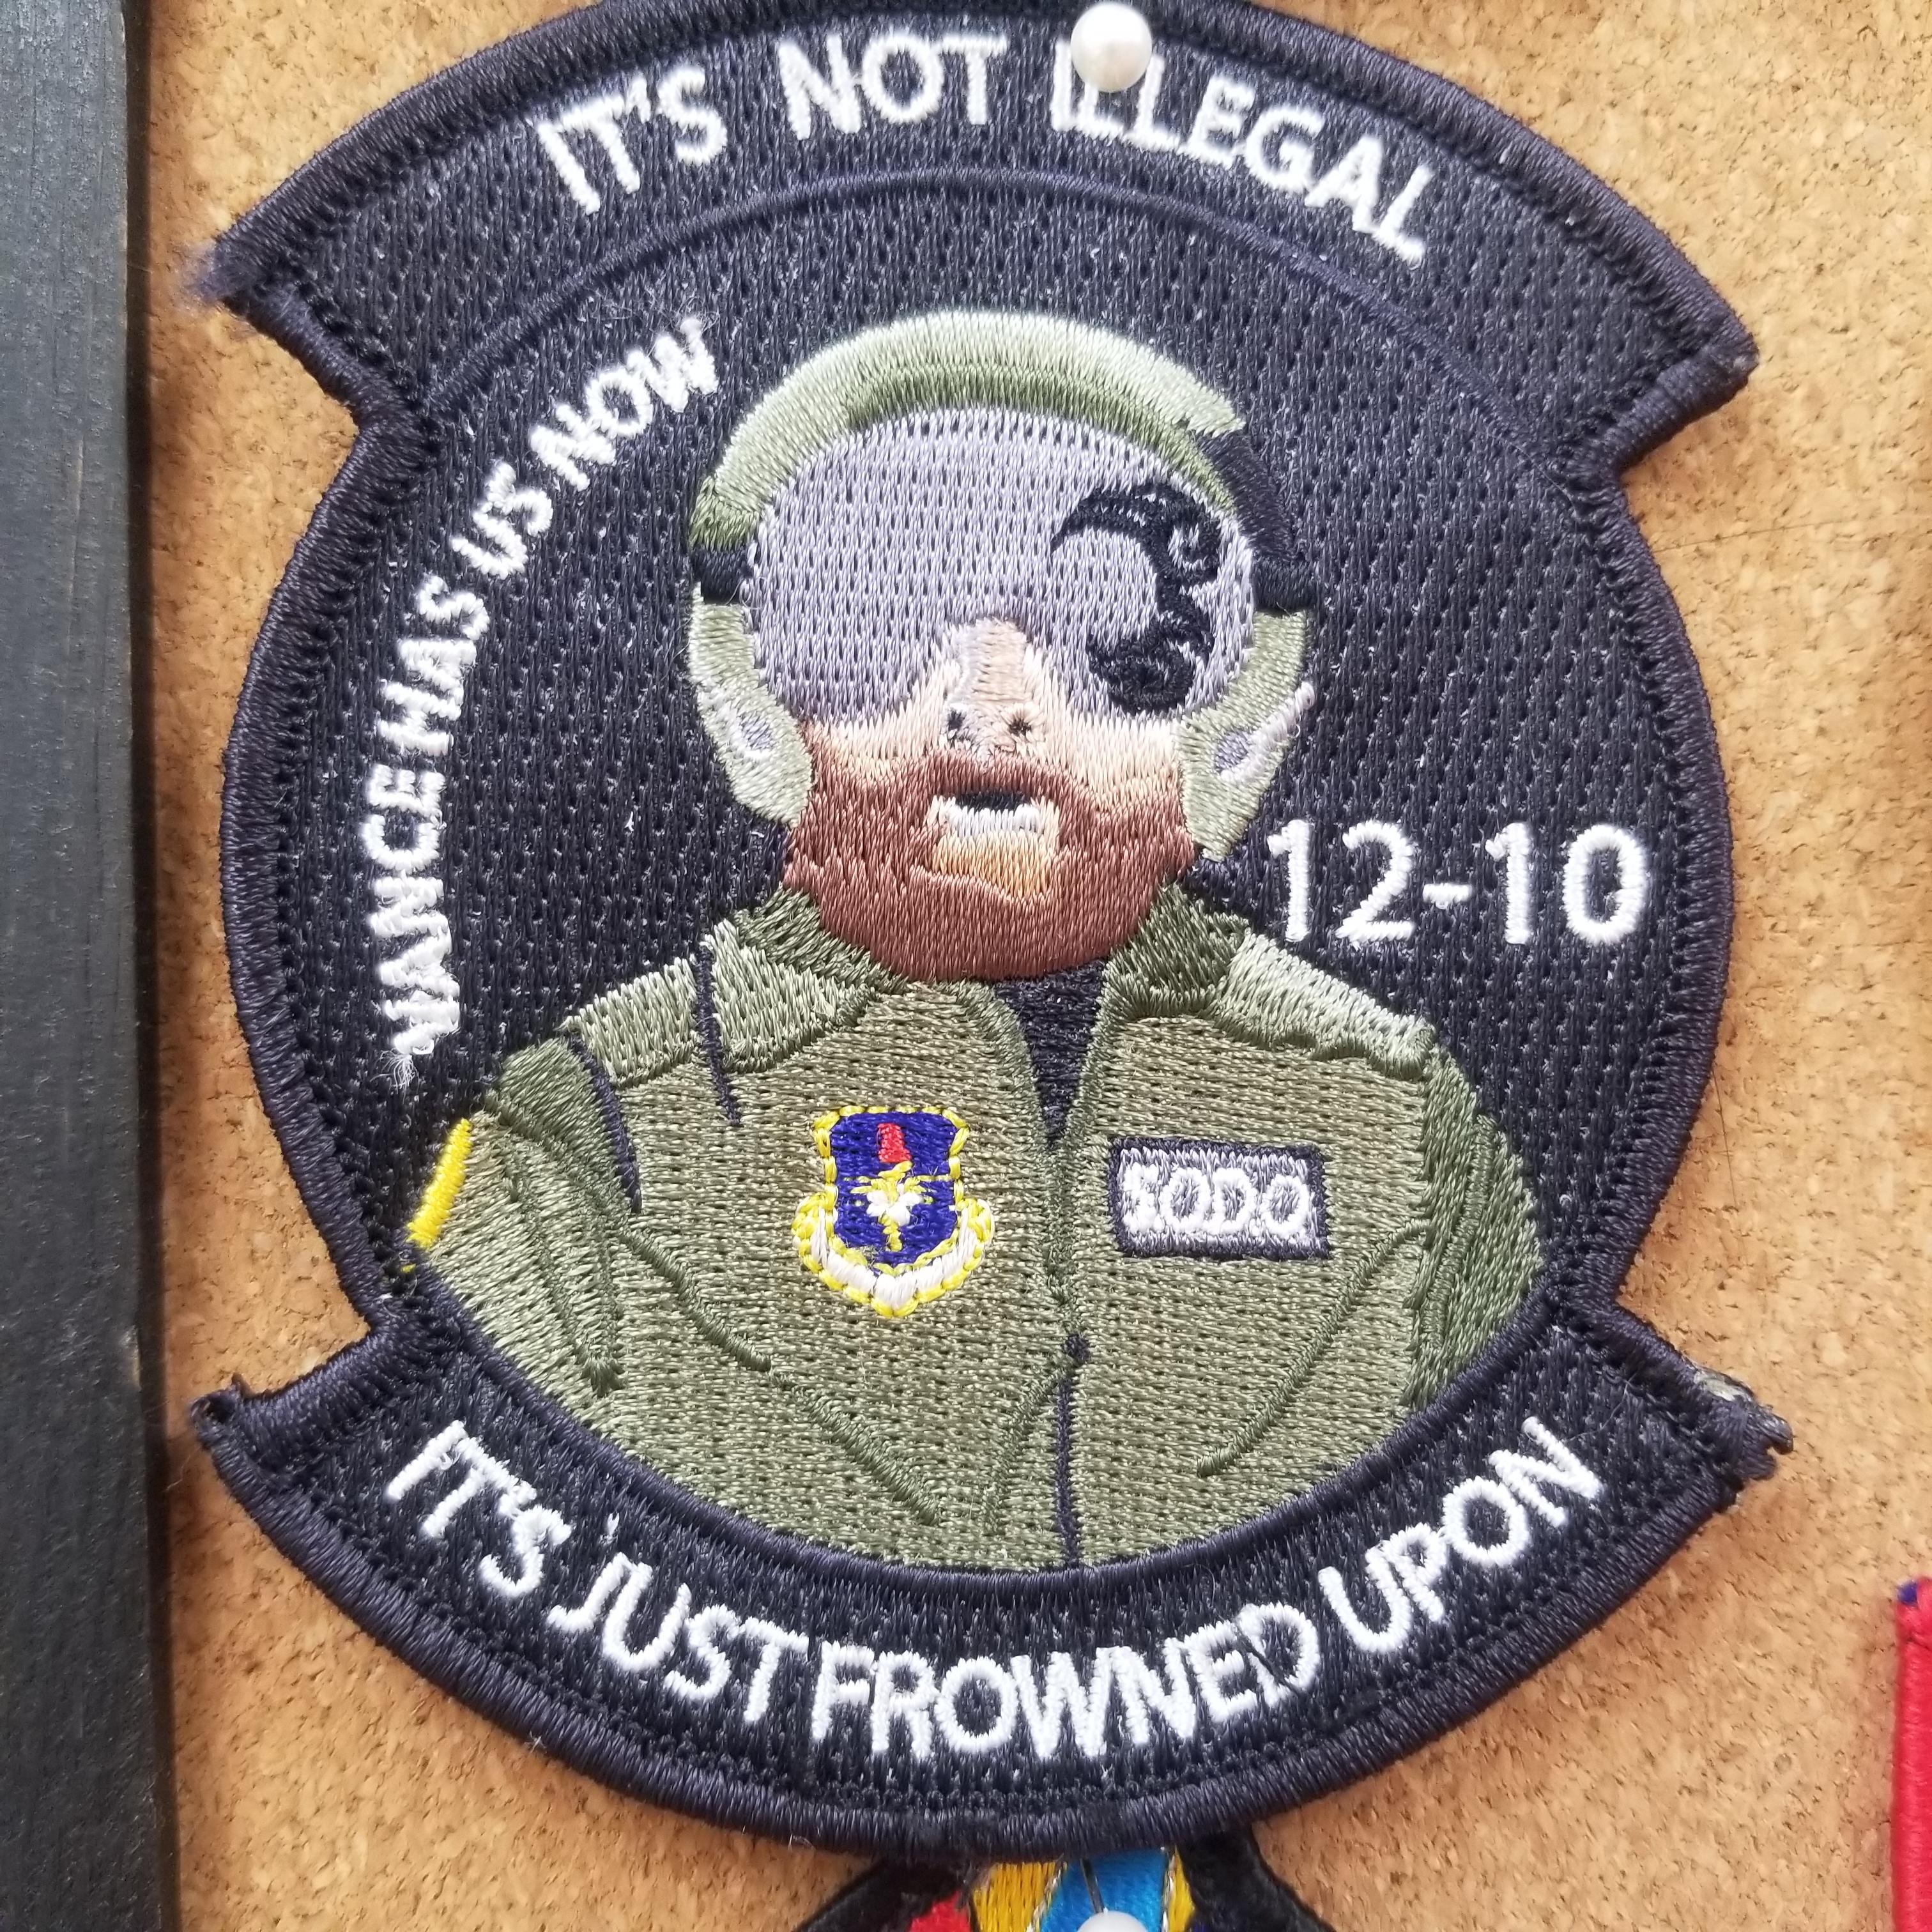 IT'S NOT ILLEGAL
VANCE HAS US NOW
12-10
SODO
IT'S JUST FROWNED UPON